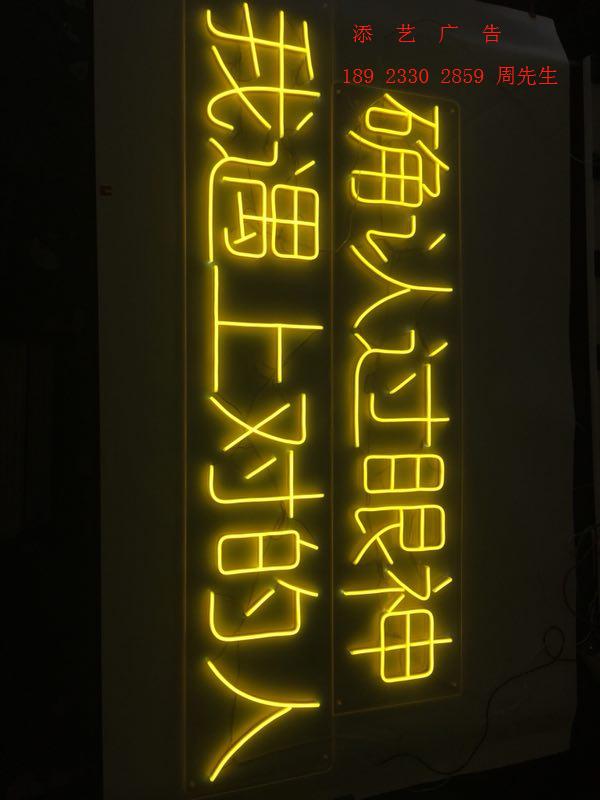 添艺广告
189 2330 2859 周先生
确认过眼神
我遇上对的人